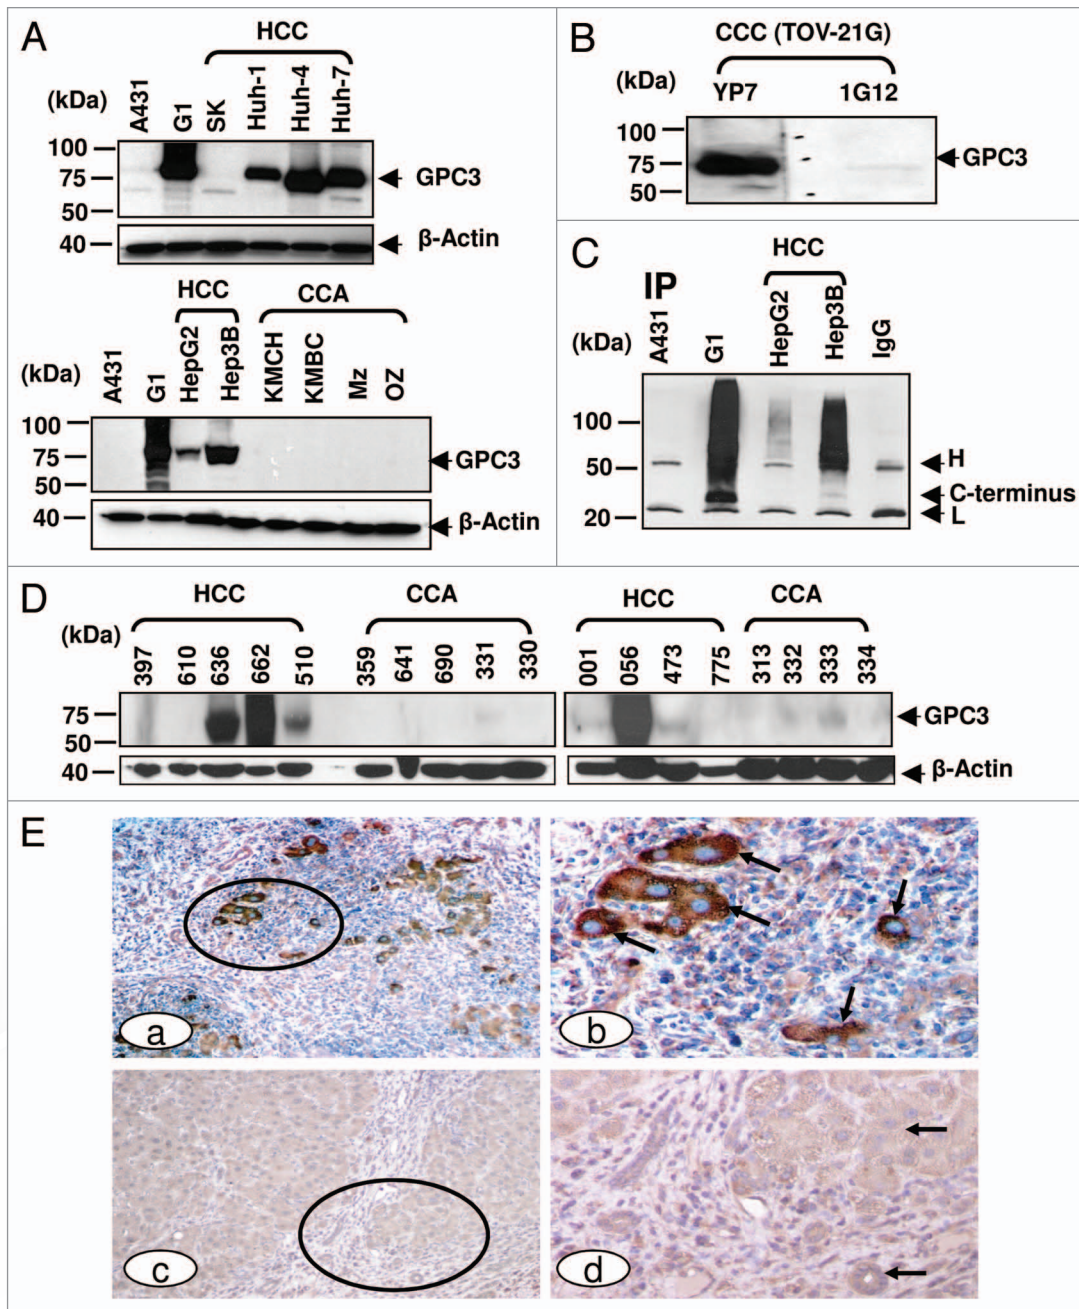 A
HCC
(kDa)
A431
G1
SK
Huh-1
Huh-4
Huh-7
100
75
50
GPC3
40
β-Actin
HCC
CCA
(kDa)
A431
G1
HepG2
Hep3B
KMCH
KMBC
Mz
OZ
100
75
50
GPC3
40
β-Actin
B
CCC (TOV-21G)
(kDa)
YP7
1G12
100
75
50
GPC3
C
HCC
IP
(kDa)
A431
G1
HepG2
Hep3B
IgG
100
50
20
H
C-terminus
L
D
HCC
CCA
HCC
CCA
(kDa)
397
610
636
662
510
359
641
690
331
330
001
056
473
775
313
332
333
334
75
50
GPC3
40
β-Actin
E
a
b
c
d